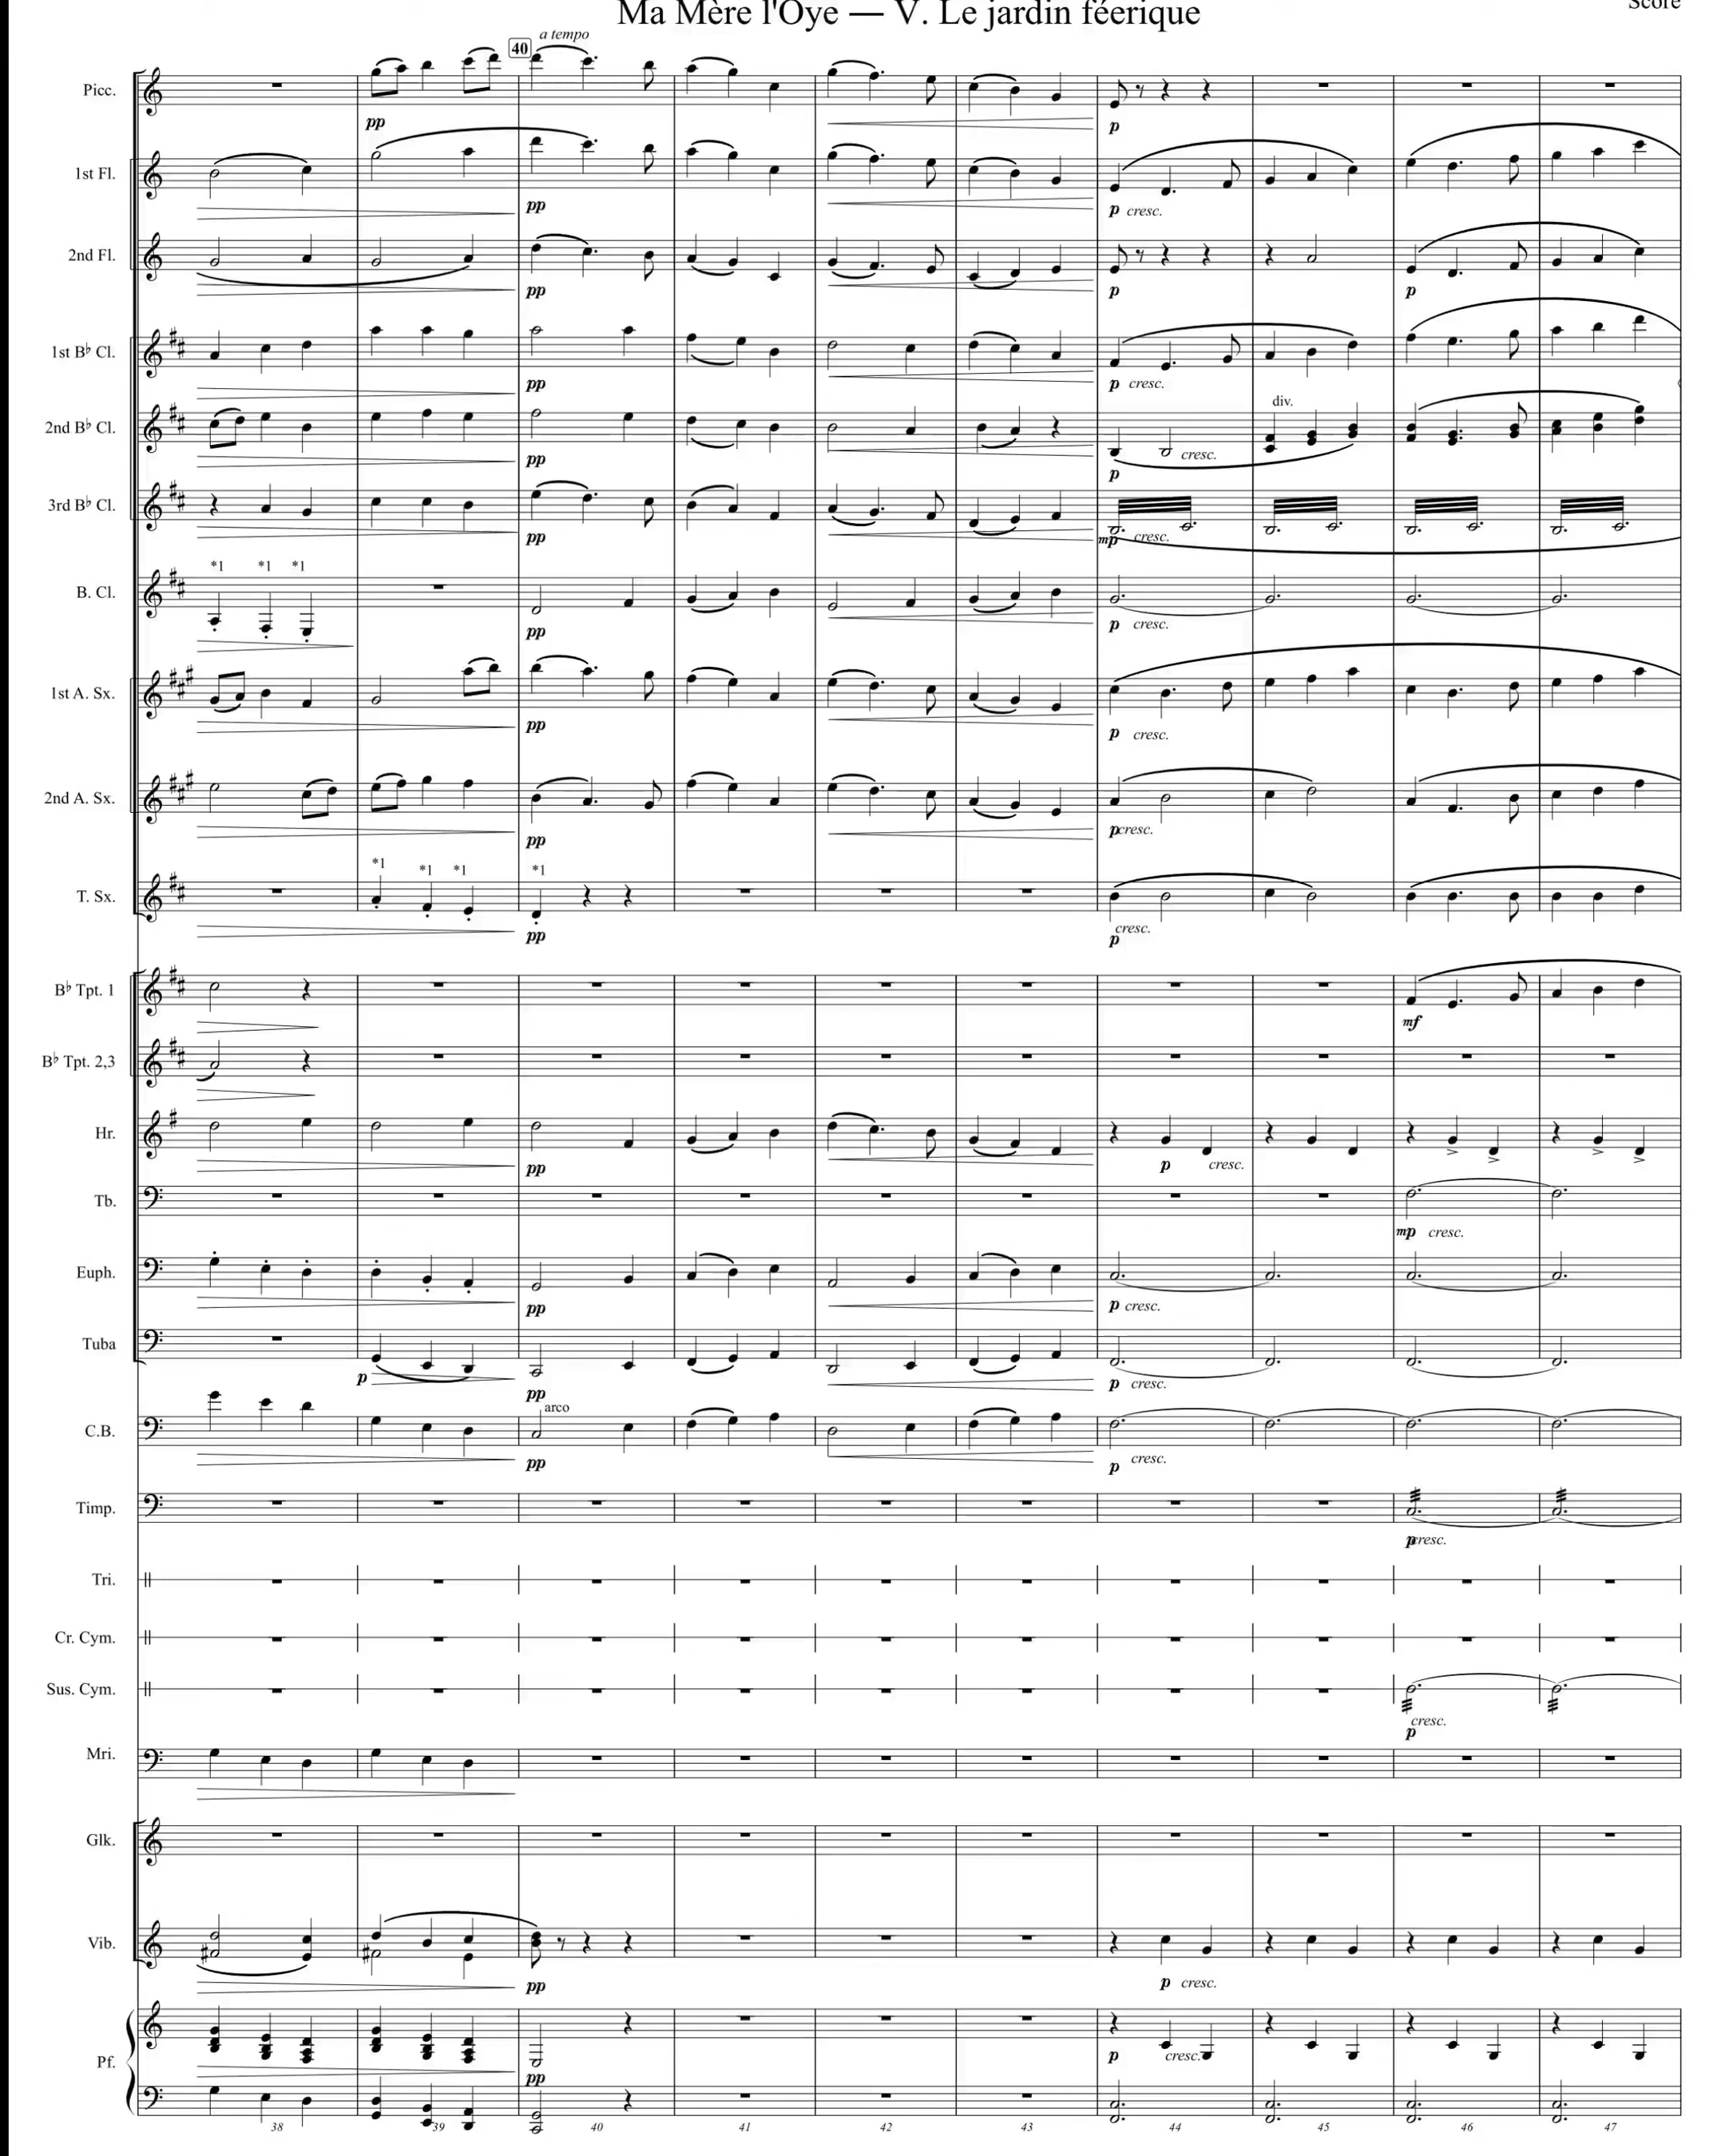 Ma Mère l'Oye — V. Le jardin féerique
Score
40 a tempo
Picc.
pp p
1st Fl.
pp p cresc.
2nd Fl.
pp p p
1st B♭ Cl.
pp p cresc.
div.
2nd B♭ Cl.
pp p cresc.
3rd B♭ Cl.
pp mp cresc.
*1 *1 *1
B. Cl.
pp p cresc.
1st A. Sx.
pp p cresc.
2nd A. Sx.
pp p cresc.
*1 *1 *1 *1
T. Sx.
pp p cresc.
B♭ Tpt. 1
mf
B♭ Tpt. 2,3
Hr.
pp p cresc.
Tb.
mp cresc.
Euph.
pp p cresc.
Tuba
p pp p cresc.
arco
C.B.
pp p cresc.
Timp.
p cresc.
Tri.
Cr. Cym.
Sus. Cym.
cresc.
p
Mri.
Glk.
Vib.
pp p cresc.
Pf.
pp p cresc.
38 39 40 41 42 43 44 45 46 47